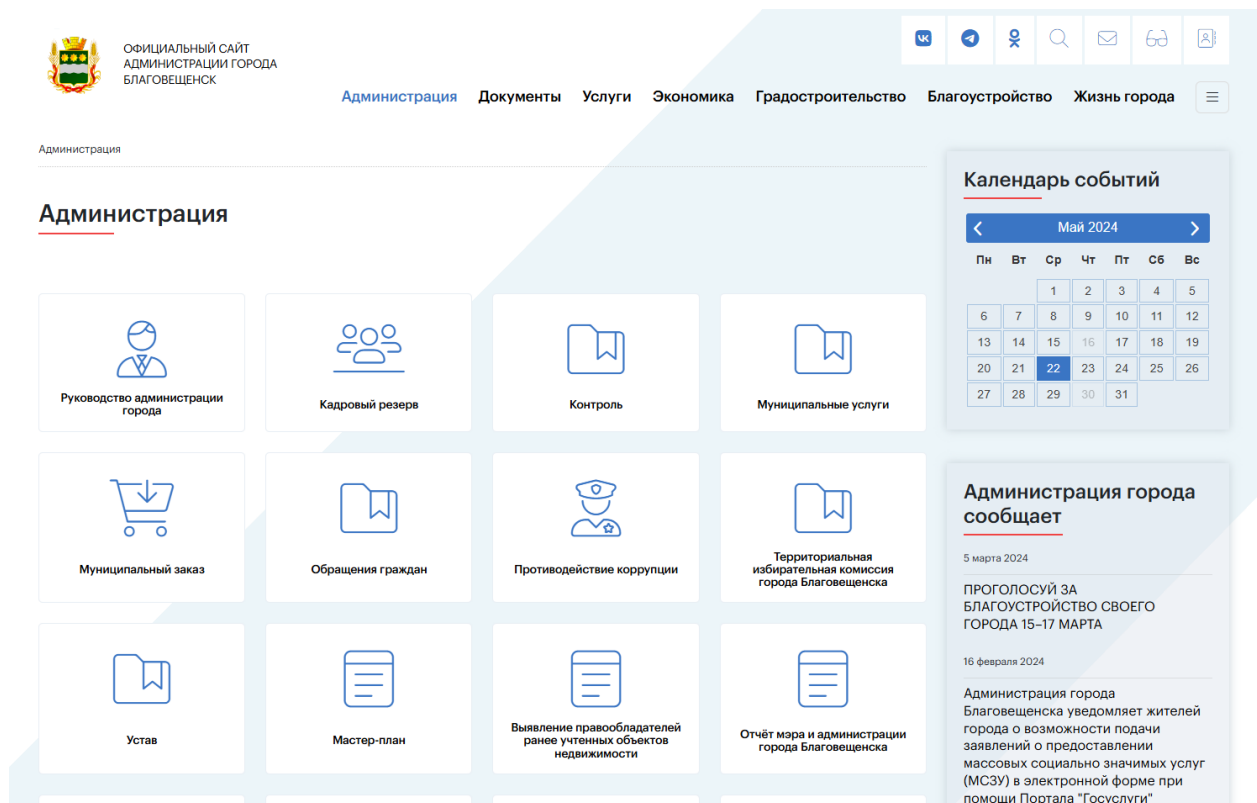 ОФИЦИАЛЬНЫЙ САЙТ
АДМИНИСТРАЦИИ ГОРОДА
БЛАГОВЕЩЕНСК
Администрация Документы Услуги Экономика Градостроительство Благоустройство Жизнь города
Администрация
Администрация
Руководство администрации
города
Кадровый резерв
Контроль
Муниципальные услуги
Муниципальный заказ
Обращения граждан
Противодействие коррупции
Территориальная
избирательная комиссия
города Благовещенска
Устав
Мастер-план
Выявление правообладателей
ранее учтенных объектов
недвижимости
Отчёт мэра и администрации
города Благовещенска
Календарь событий
Май 2024
Пн Вт Ср Чт Пт Сб Вс
1 2 3 4 5
6 7 8 9 10 11 12
13 14 15 16 17 18 19
20 21 22 23 24 25 26
27 28 29 30 31
Администрация города
сообщает
5 марта 2024
ПРОГОЛОСУЙ ЗА
БЛАГОУСТРОЙСТВО СВОЕГО
ГОРОДА 15–17 МАРТА
16 февраля 2024
Администрация города
Благовещенска уведомляет жителей
города о возможности подачи
заявлений о предоставлении
массовых социально значимых услуг
(МСЗУ) в электронной форме при
помощи Портала "Госуслуги"